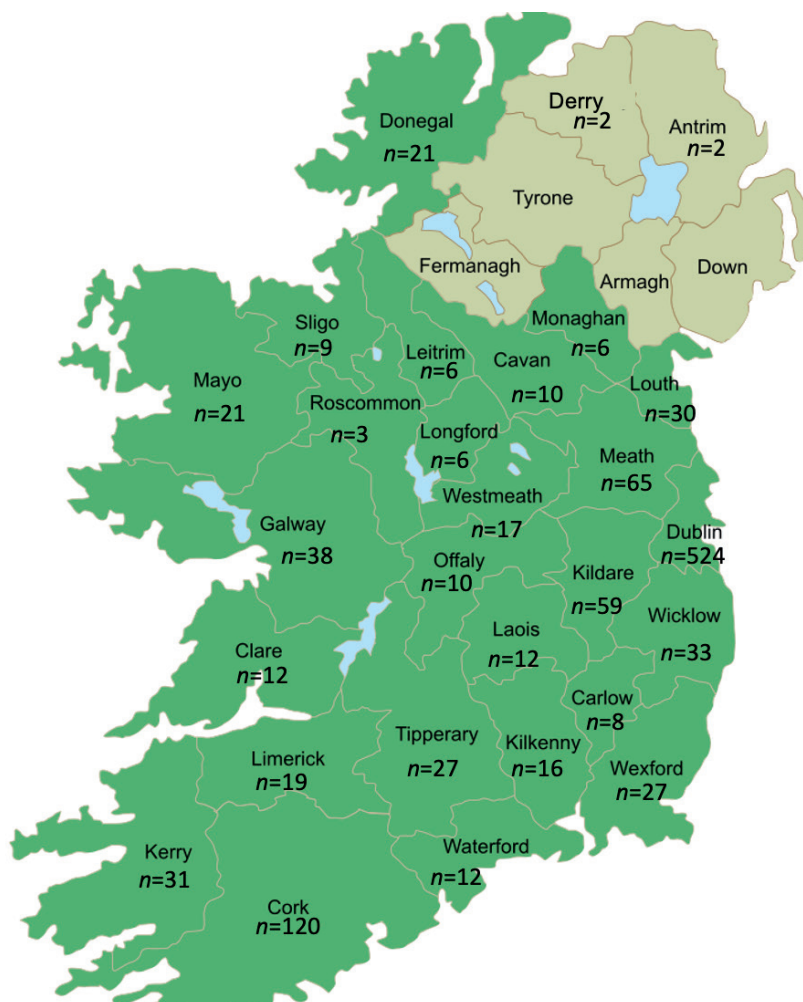 Derry
n=2
Antrim
n=2
Donegal
n=21
Tyrone
Fermanagh
Armagh
Down
Monaghan
n=6
Sligo
n=9
Leitrim
n=6
Cavan
n=10
Louth
n=30
Mayo
n=21
Roscommon
n=3
Longford
n=6
Meath
n=65
Westmeath
n=17
Galway
n=38
Dublin
n=524
Offaly
n=10
Kildare
n=59
Wicklow
n=33
Laois
n=12
Clare
n=12
Carlow
n=8
Tipperary
n=27
Kilkenny
n=16
Limerick
n=19
Wexford
n=27
Kerry
n=31
Waterford
n=12
Cork
n=120